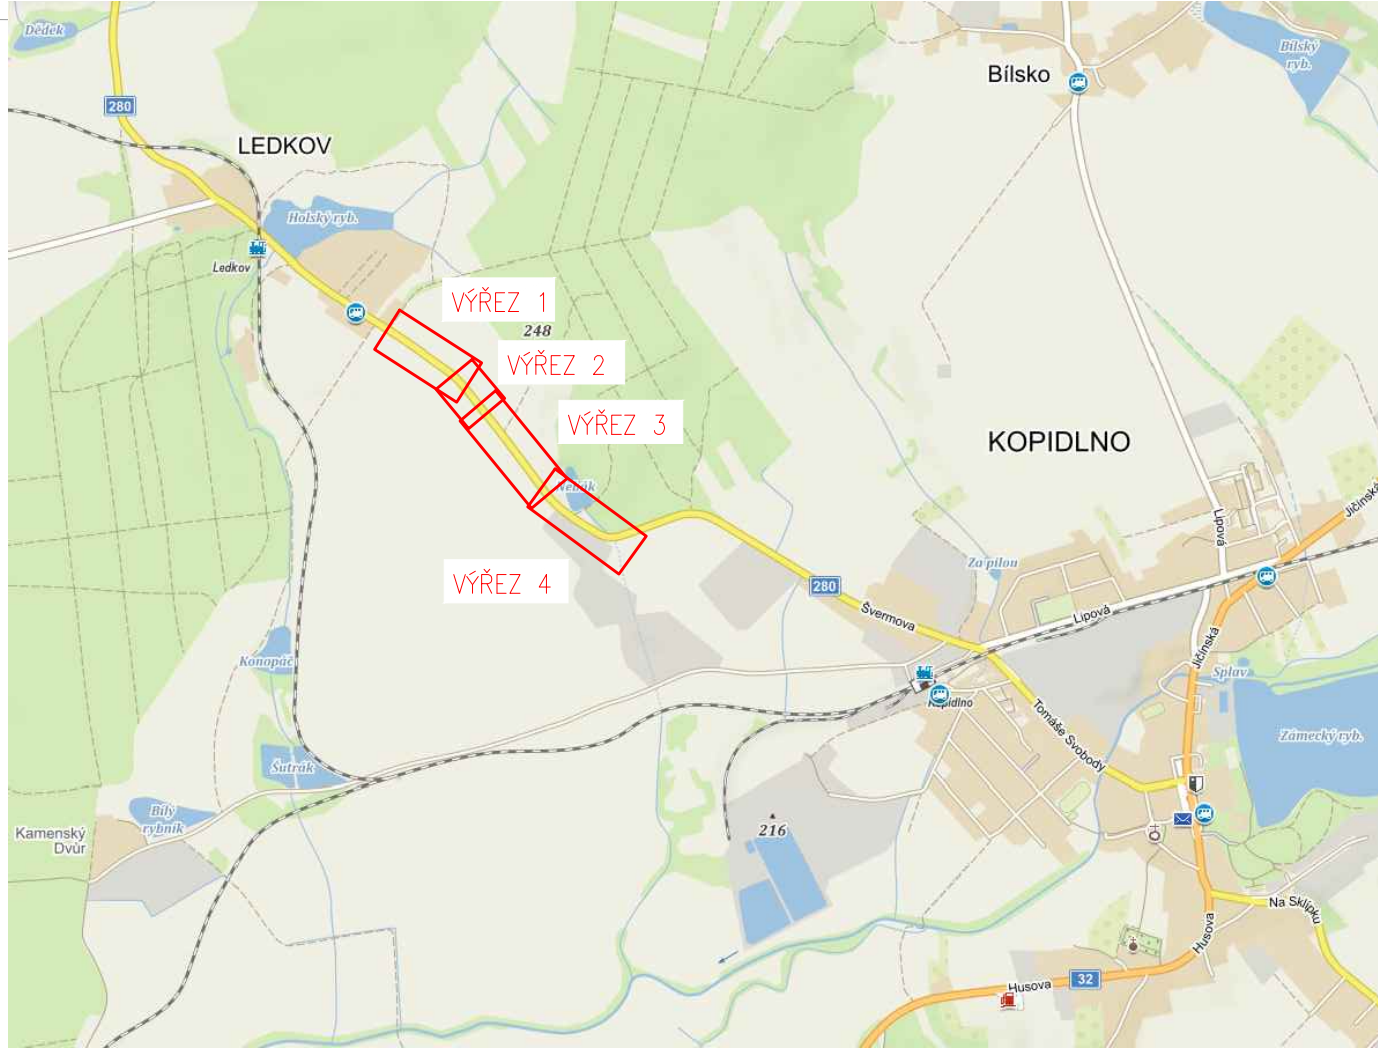 Dědek
Bílský
ryb.
Bílsko
280
LEDKOV
Holský ryb.
Ledkov
VÝŘEZ 1
248
VÝŘEZ 2
VÝŘEZ 3
KOPIDLNO
Nehák
Jičínská
Lipová
Za pilou
VÝŘEZ 4
280
Švermova
Lipová
Jičínská
Konopáč
Splav
Kopidlno
Tomáše Svobody
Zámecký ryb.
Šutrák
Bílý
rybník
Kamenský
Dvůr
216
Na Sklípku
Husova
32
Husova